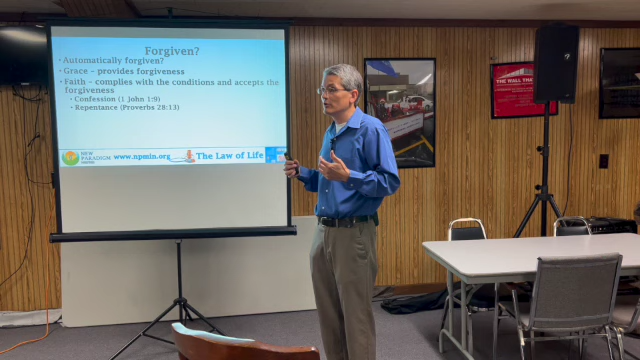 Forgiven?
• Automatically forgiven?
• Grace – provides forgiveness
• Faith – complies with the conditions and accepts the
forgiveness
• Confession (1 John 1:9)
• Repentance (Proverbs 28:13)
NEW
PARADIGM
www.npmin.org
The Law of Life
THE WALL THA